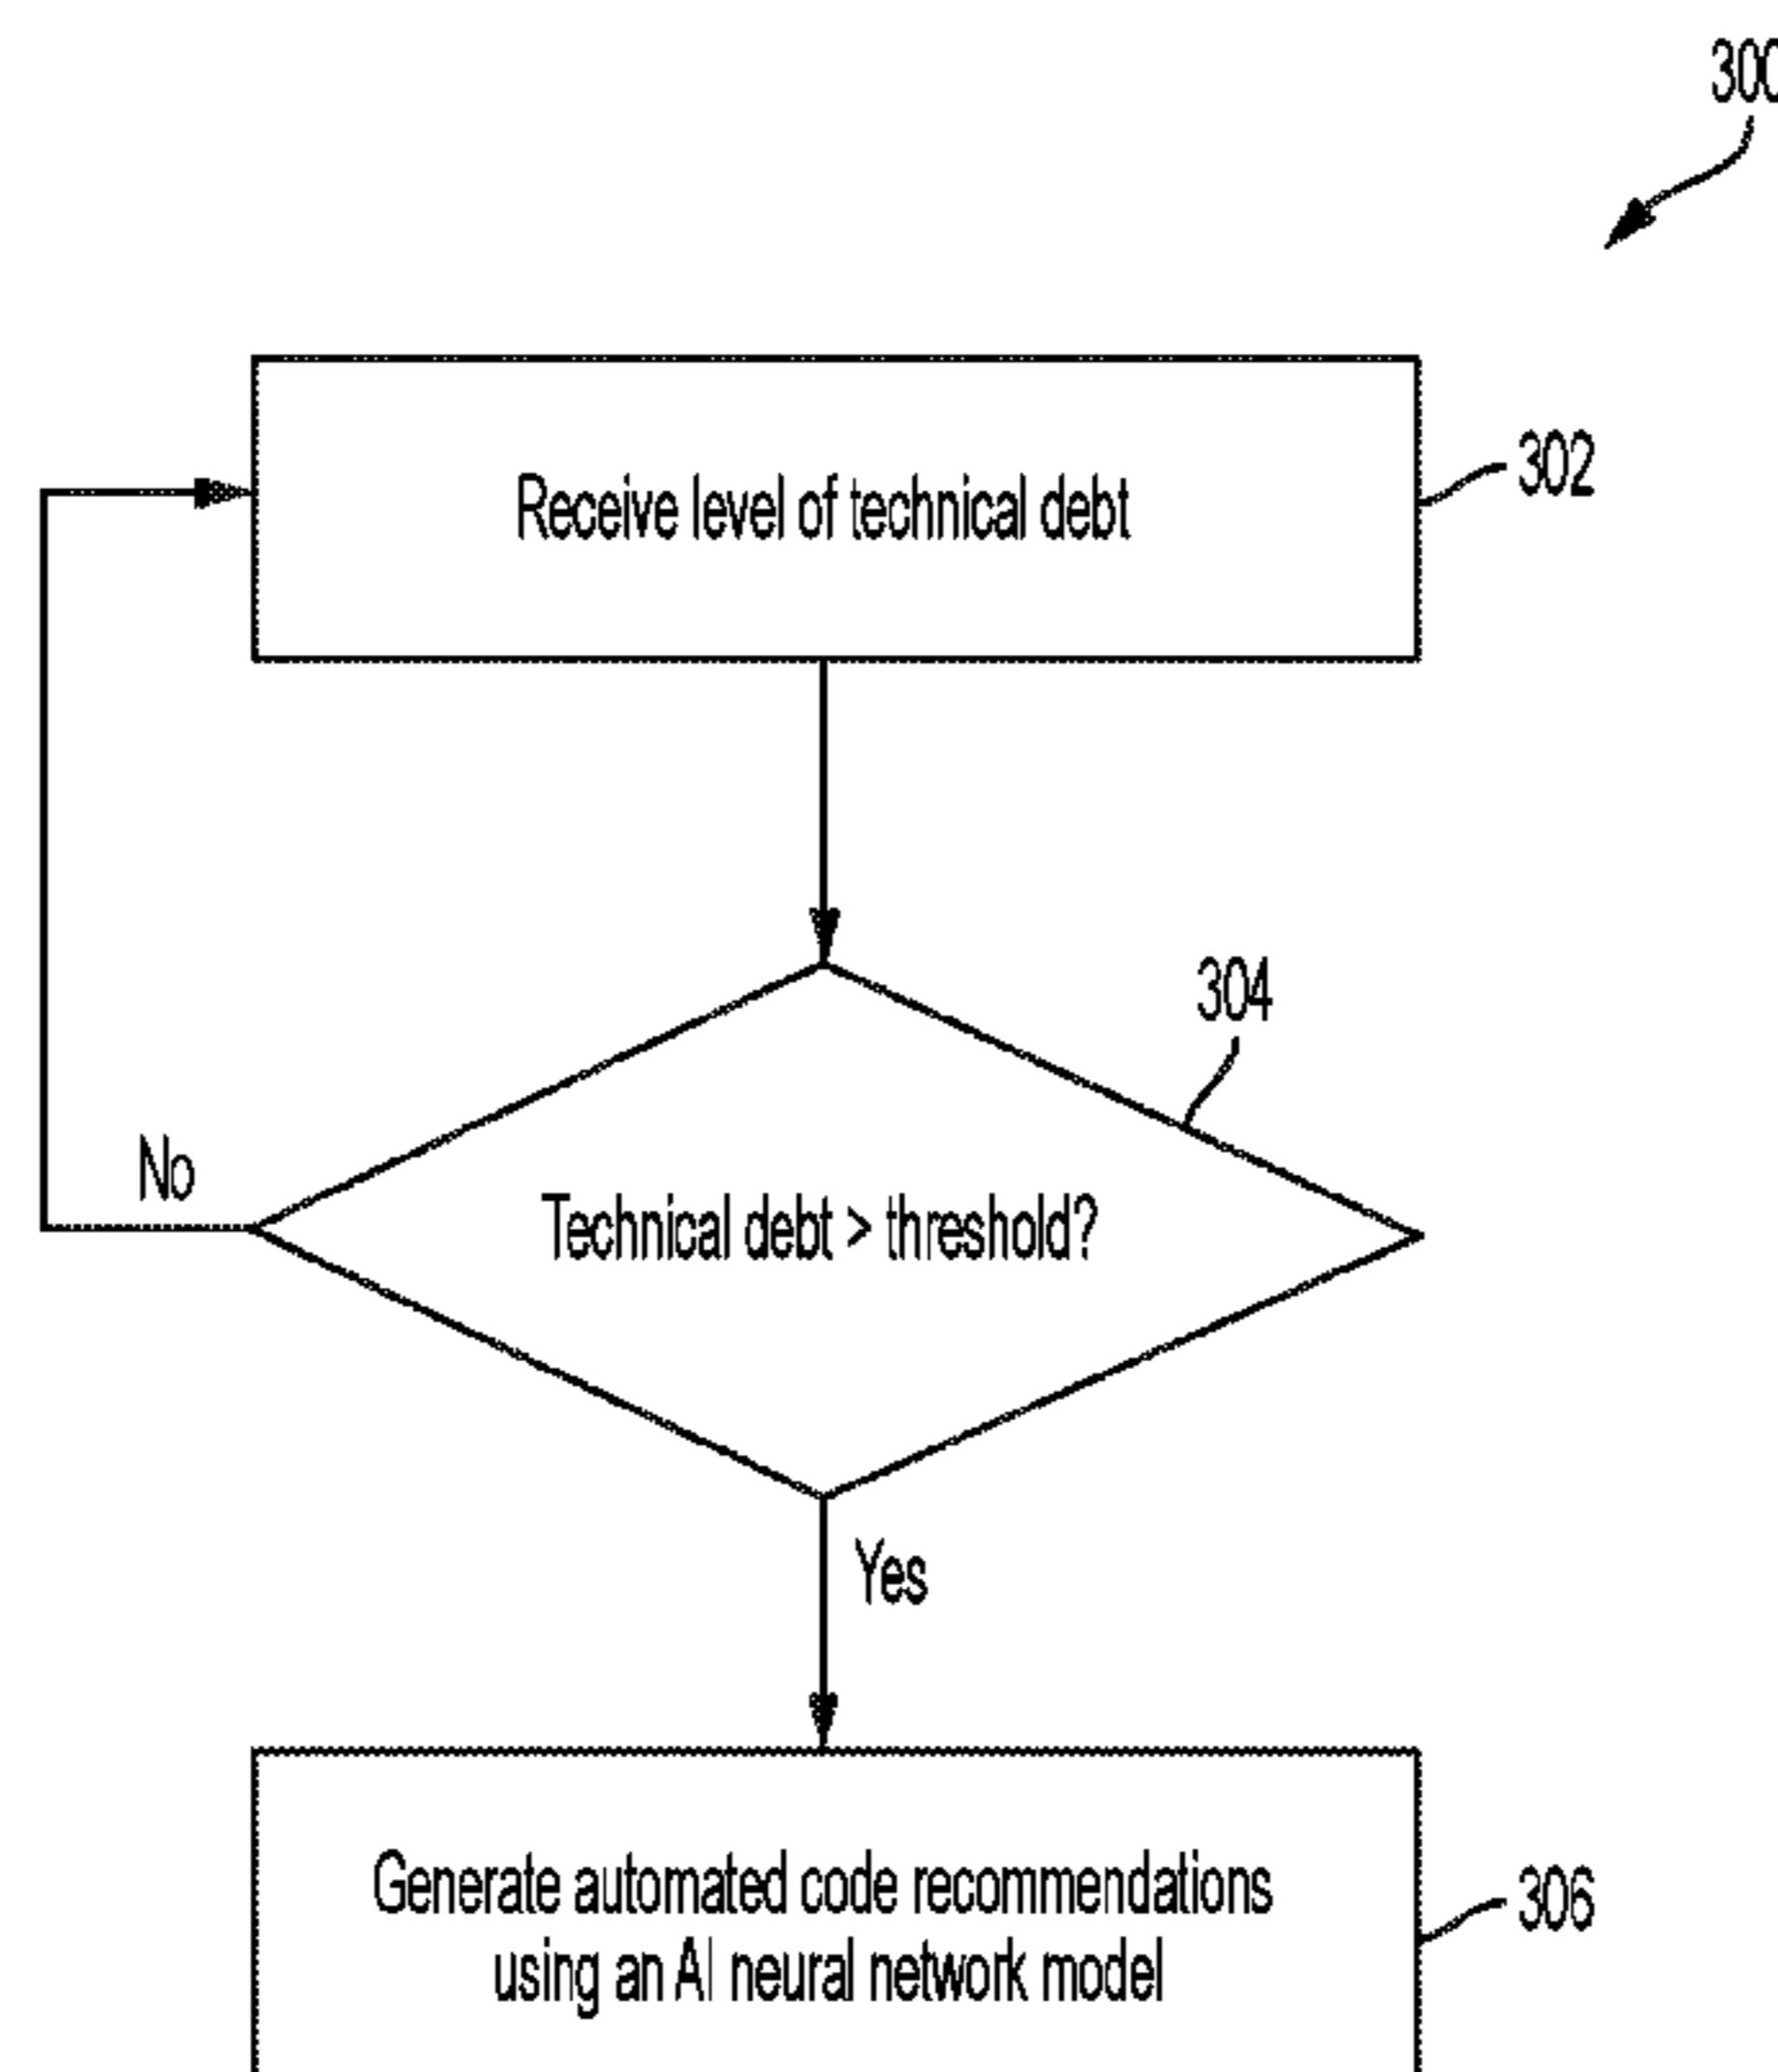 300
Receive level of technical debt
302
304
No
Technical debt > threshold?
Yes
Generate automated code recommendations
using an AI neural network model
306